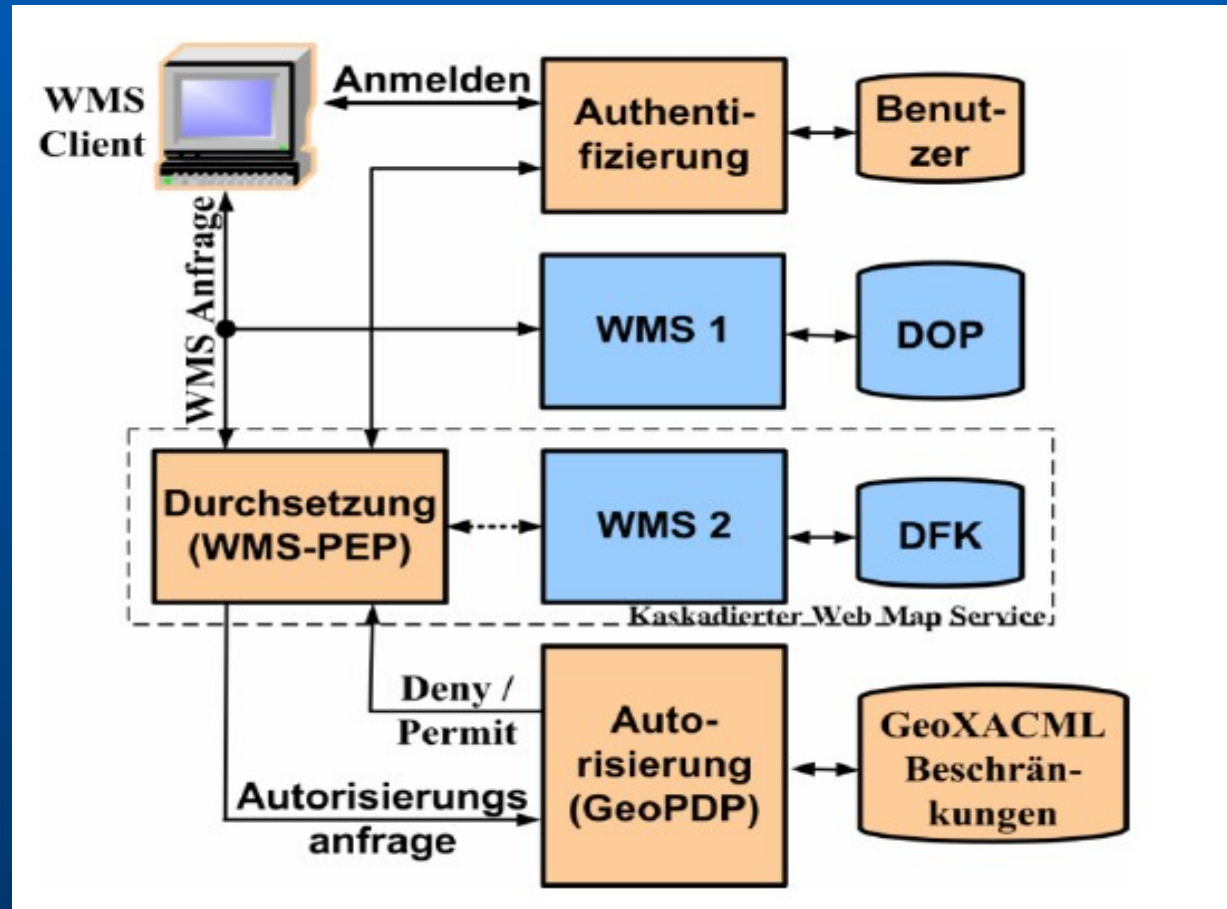 WMS
Client
Anmelden
Authenti-
fizierung
Benut-
zer
WMS Anfrage
WMS 1
DOP
Durchsetzung
(WMS-PEP)
WMS 2
DFK
Kaskadierter Web Map Service
Deny /
Permit
Autorisierungs
anfrage
Auto-
risierung
(GeoPDP)
GeoXACML
Beschrän-
kungen